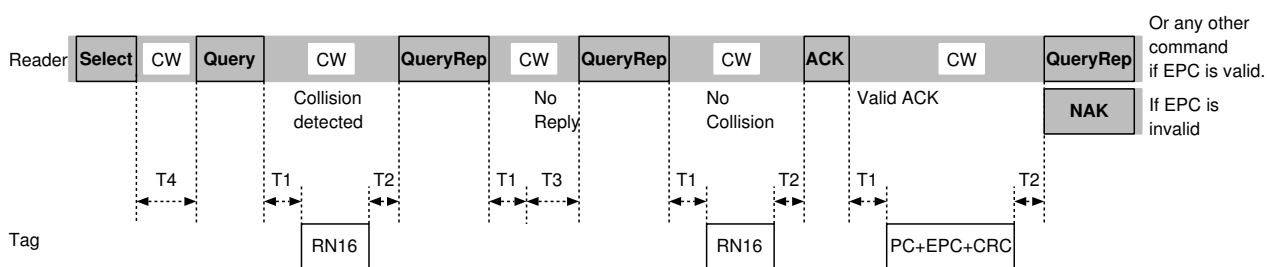 Reader
Select
CW
Query
CW
QueryRep
CW
QueryRep
CW
ACK
CW
QueryRep
Or any other
command
if EPC is valid.
Collision
detected
No
Reply
No
Collision
Valid ACK
NAK
If EPC is
invalid
T4
T1
T2
T1
T3
T1
T2
T1
T2
Tag
RN16
RN16
PC+EPC+CRC